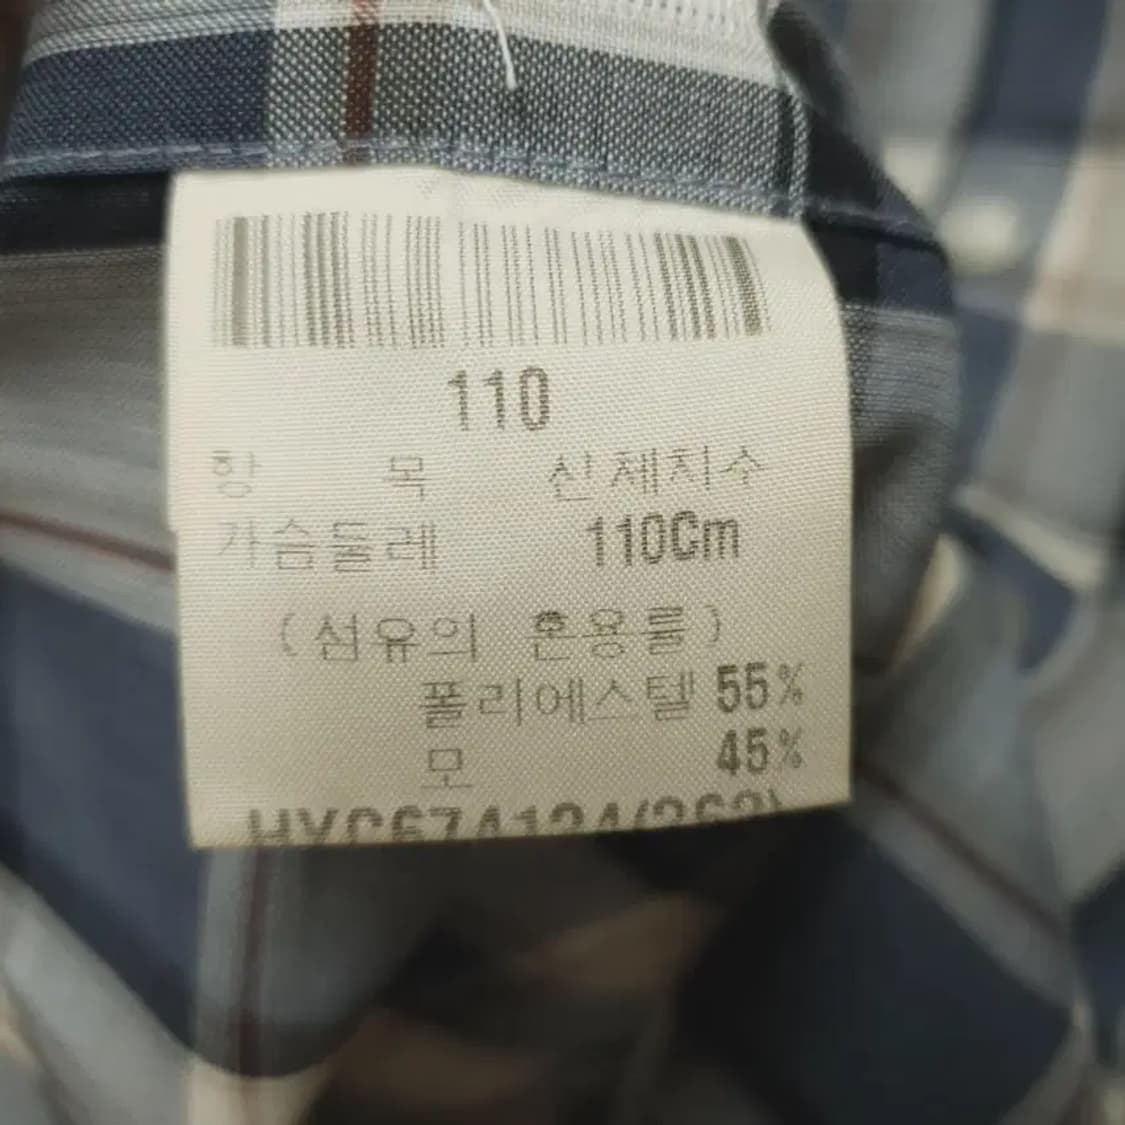 110
항 목 신체치수
가슴둘레 110Cm
(섬유의 혼용률)
폴리에스텔 55%
모 45%